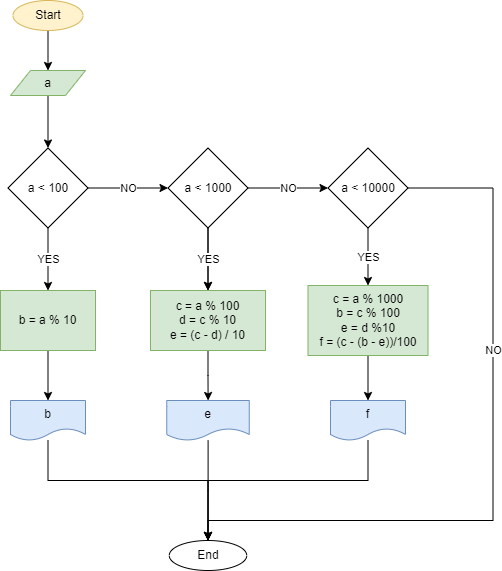 Start
a
a < 100
NO
a < 1000
NO
a < 10000
YES
YES
YES
b = a % 10
c = a % 100
d = c % 10
e = (c - d) / 10
c = a % 1000
b = c % 100
e = d %10
f = (c - (b - e))/100
NO
b
e
f
End